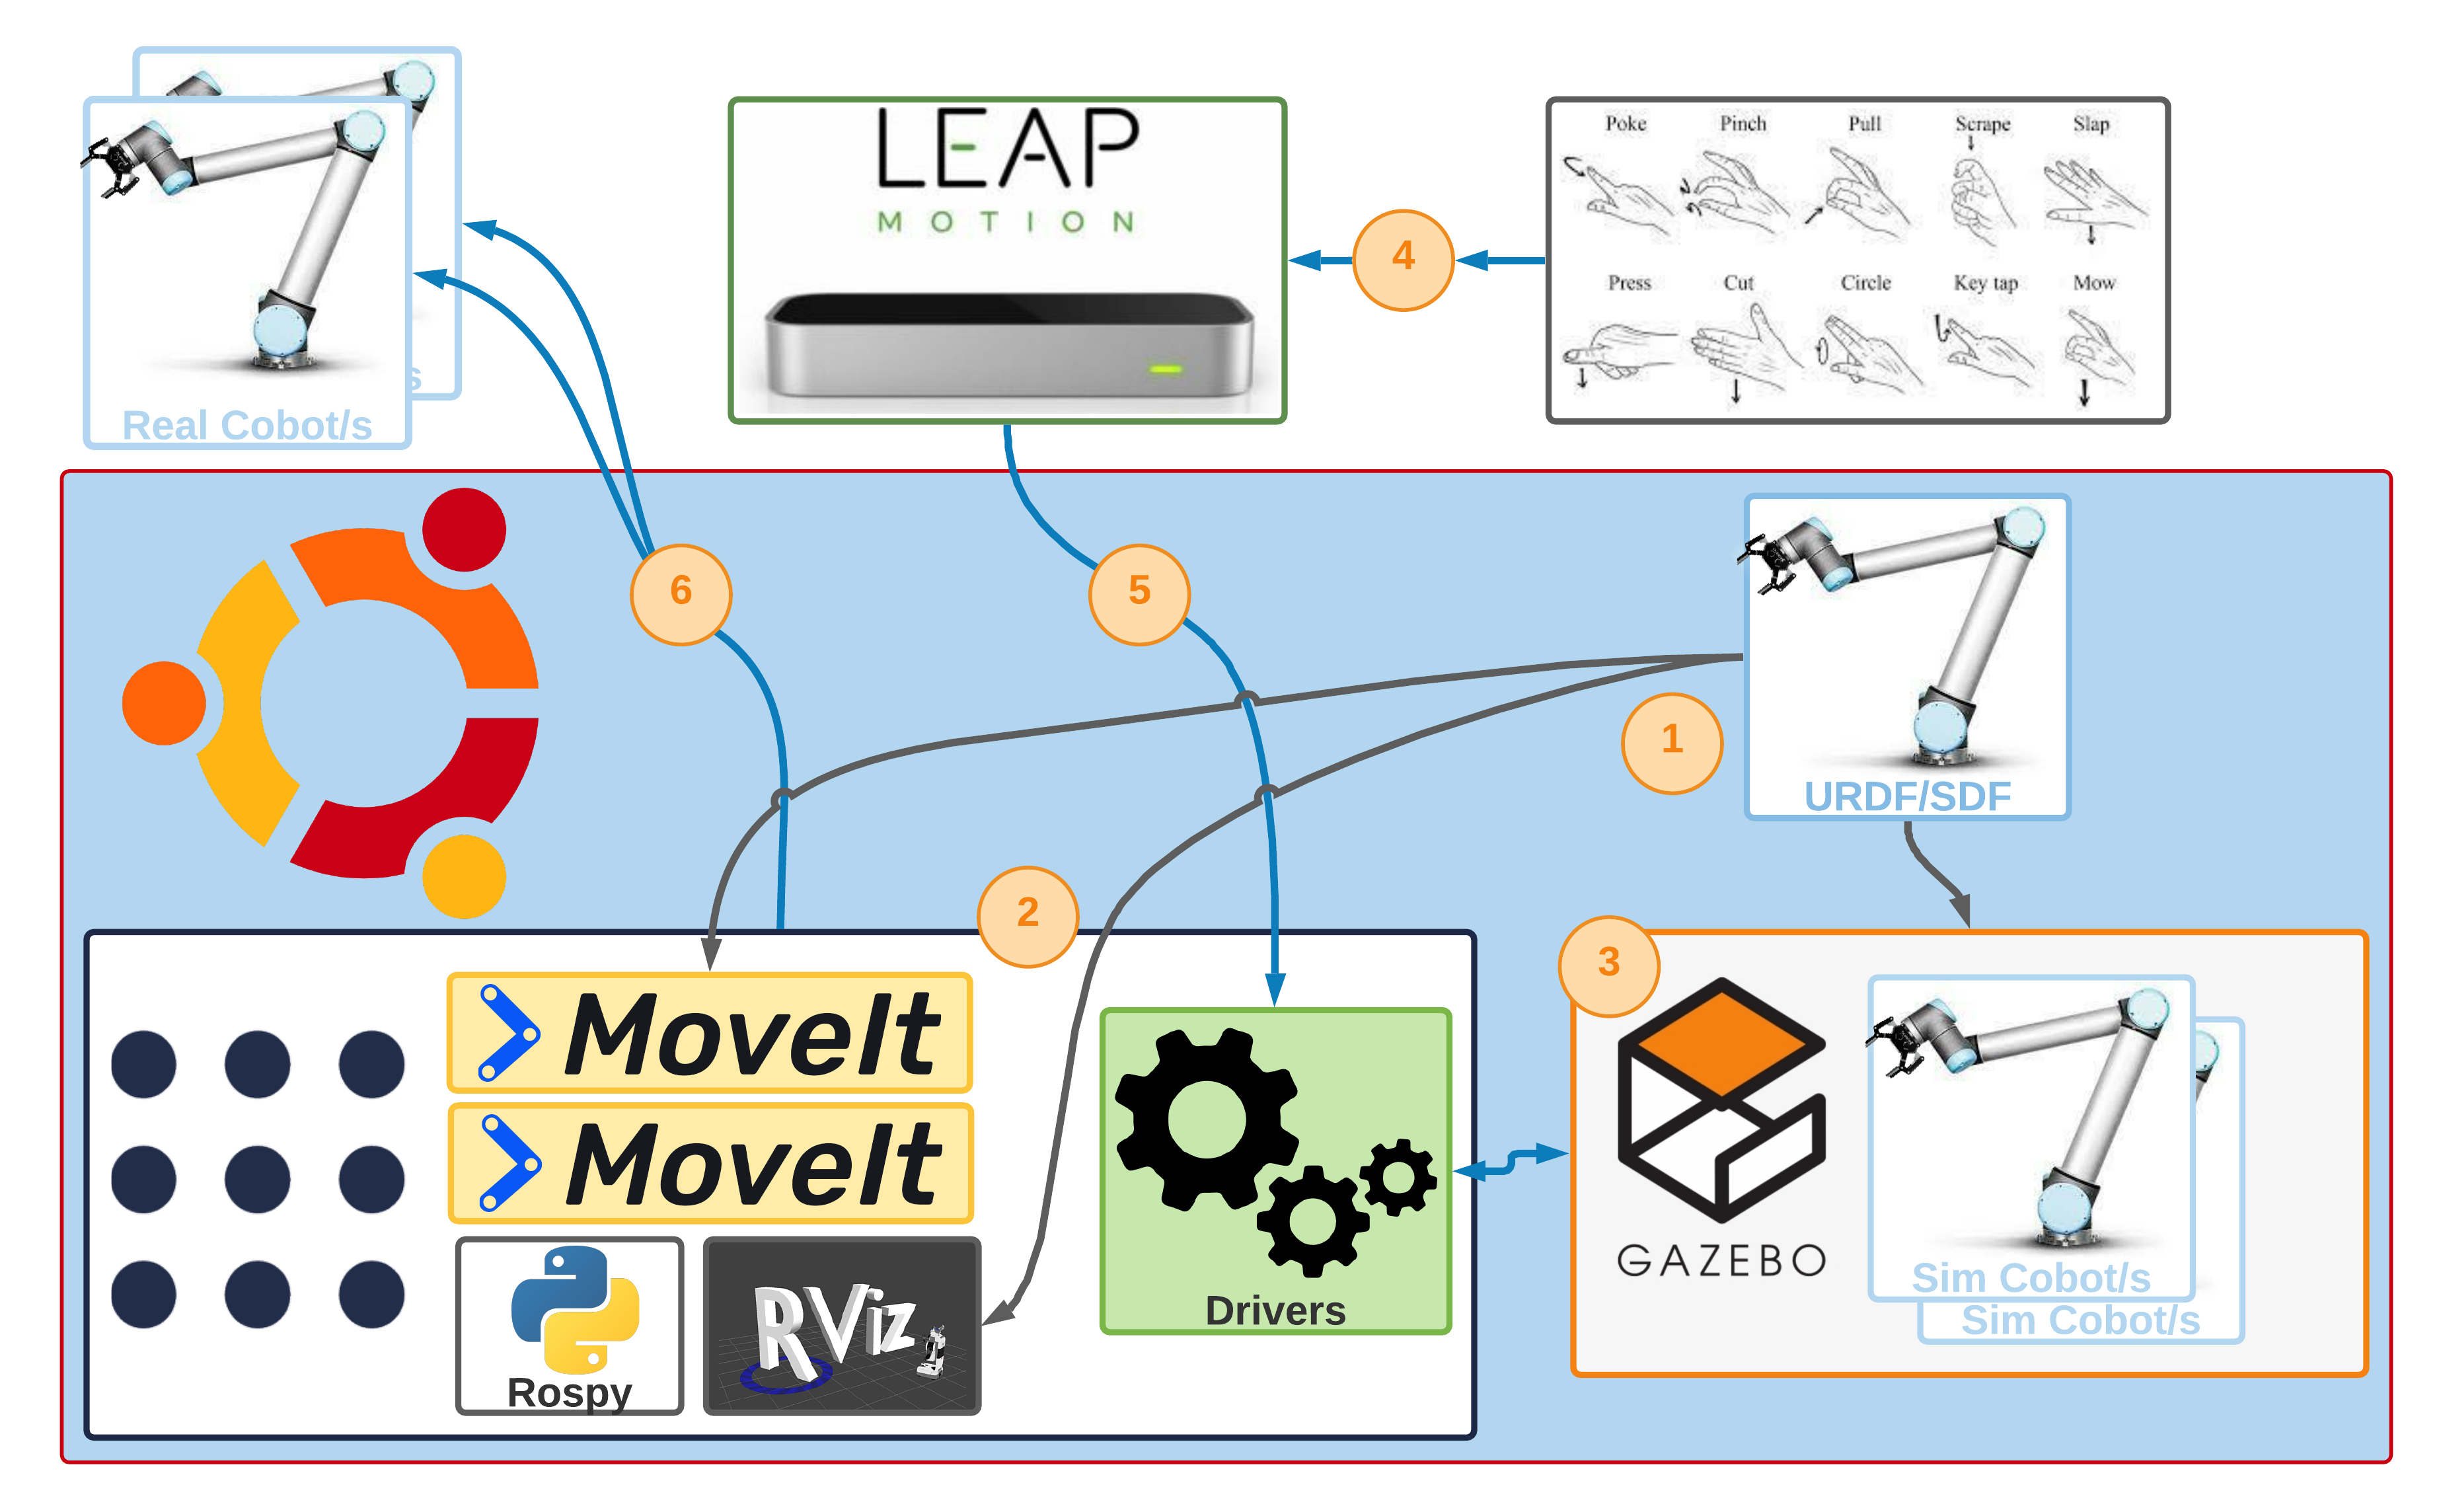 LEAP
MOTION
Poke Pinch Pull Scrape Slap
Press Cut Circle Key tap Mow
4
s
Real Cobot/s
6
5
1
URDF/SDF
2
3
MoveIt
MoveIt
Rospy
RViz
Drivers
GAZEBO
Sim Cobot/s
Sim Cobot/s